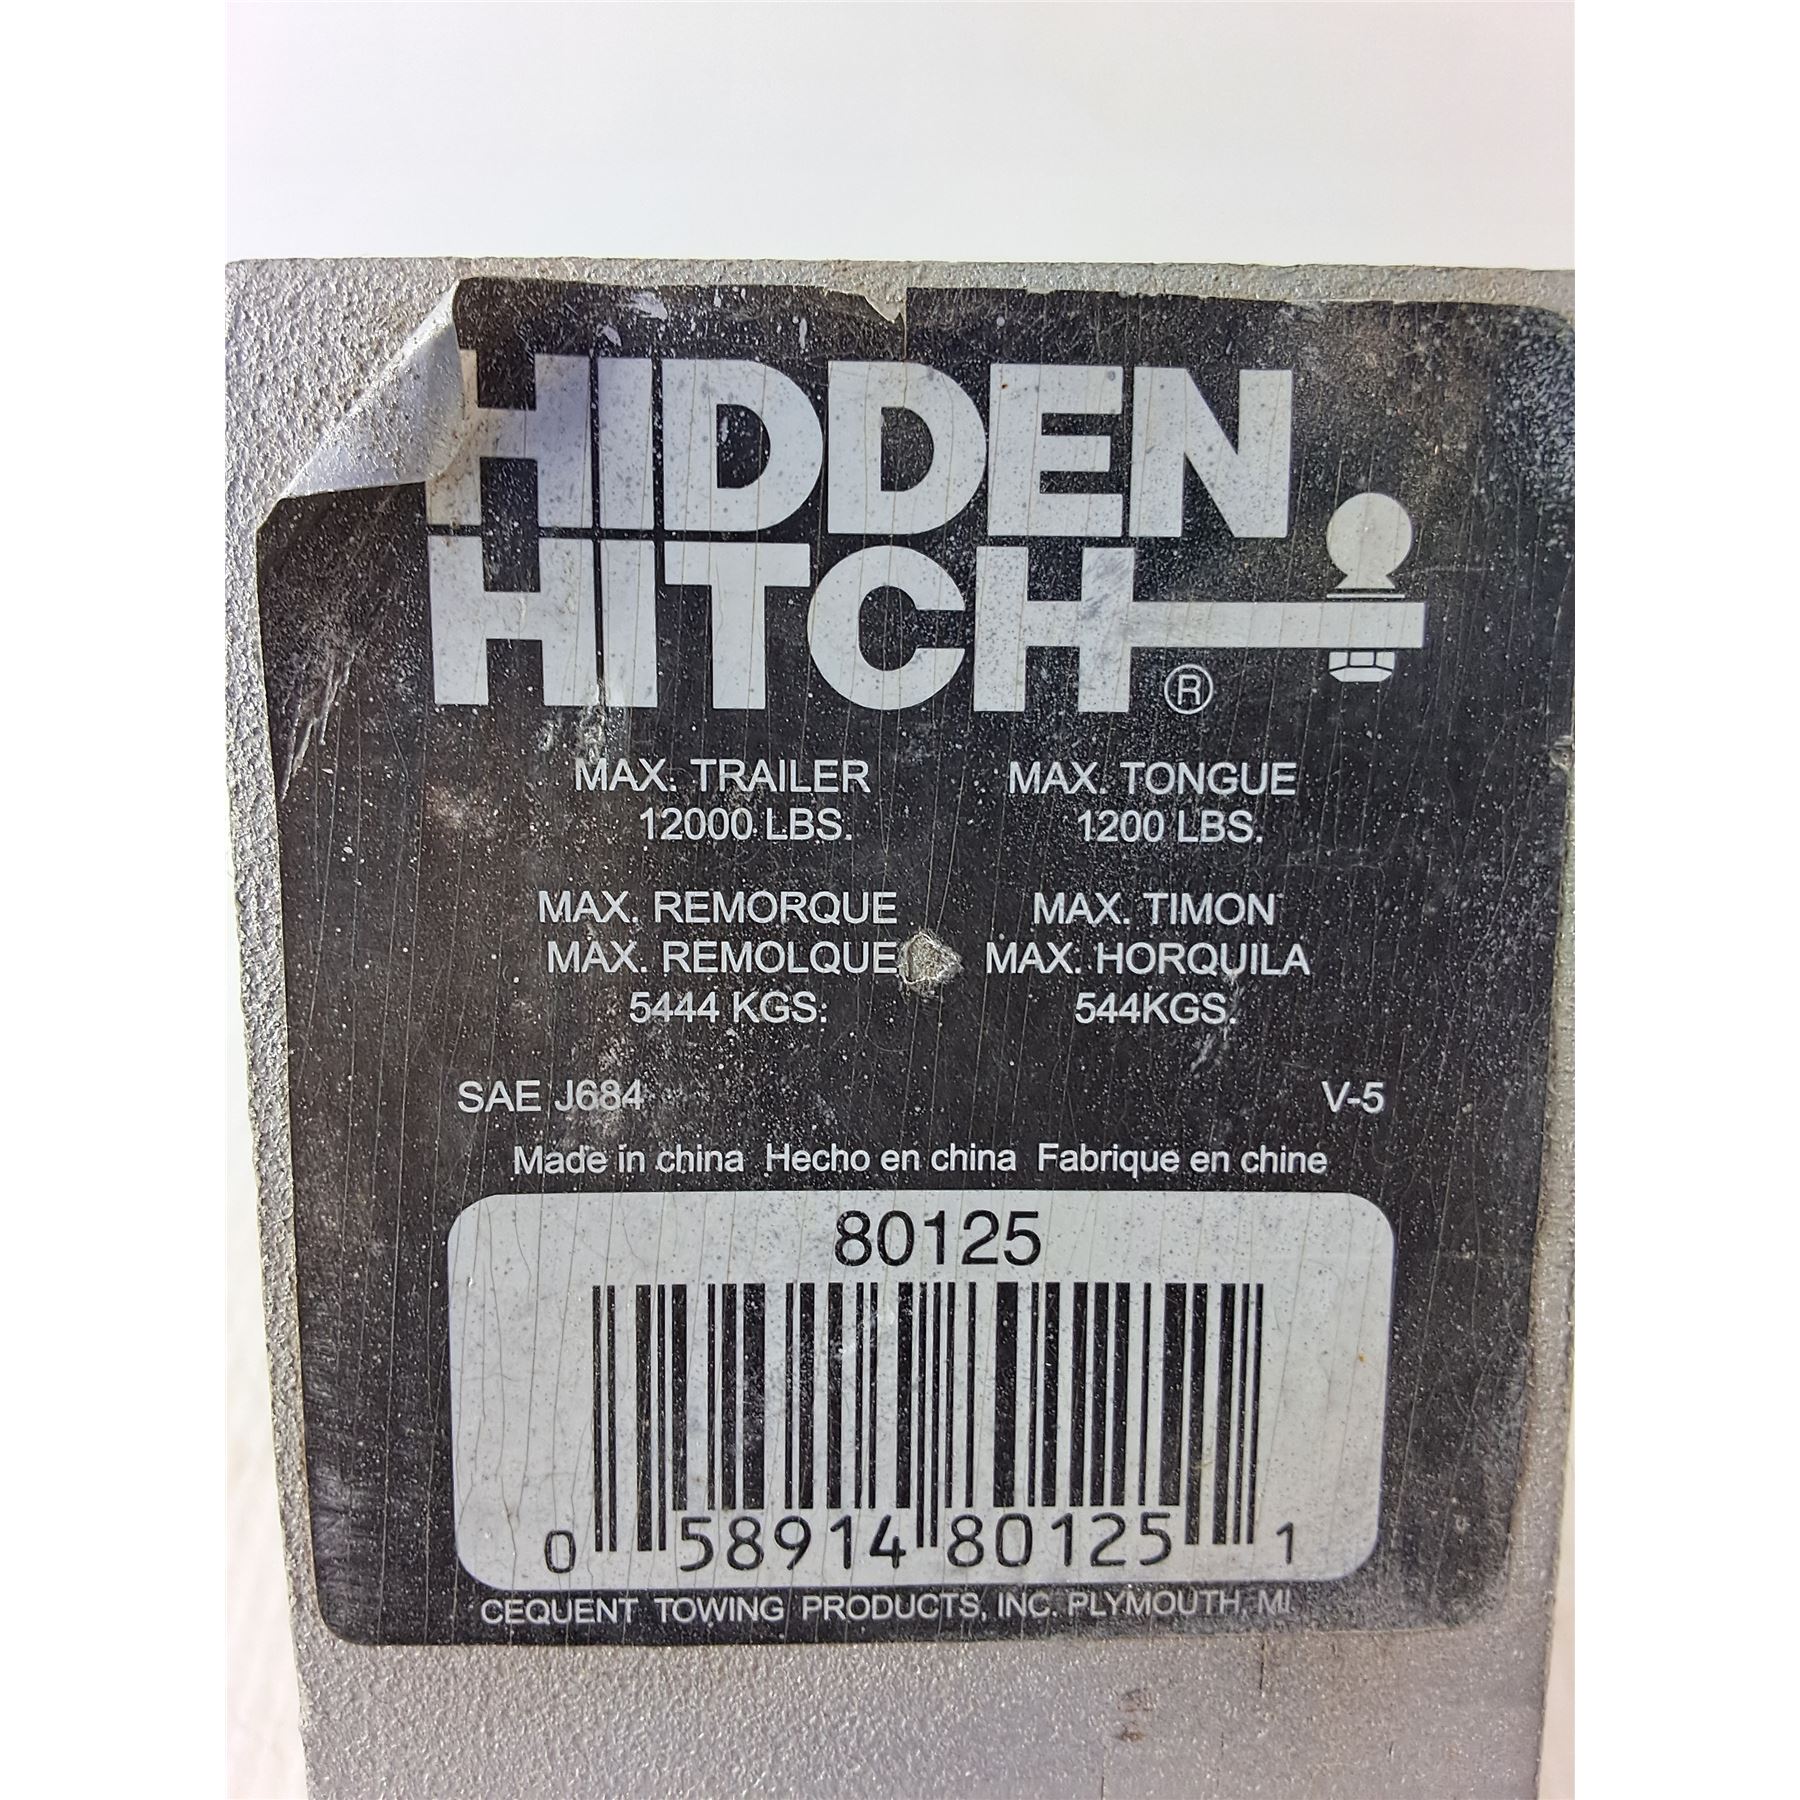 HIDDEN
HITCH ®
MAX. TRAILER MAX. TONGUE
12000 LBS. 1200 LBS.
MAX. REMORQUE MAX. TIMON
MAX. REMOLQUE MAX. HORQUILA
5444 KGS. 544KGS.
SAE J684 V-5
Made in china Hecho en china Fabrique en chine
80125
0 58914 80125 1
CEQUENT TOWING PRODUCTS, INC. PLYMOUTH, MI